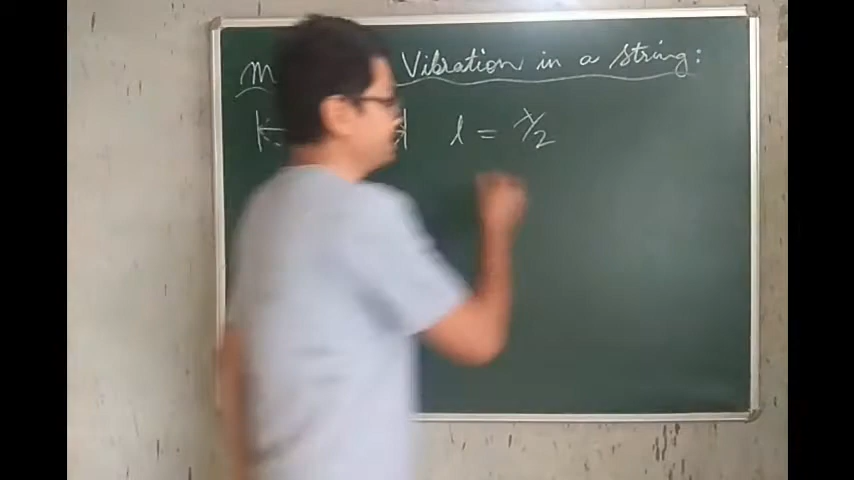 M Vibration in a String:
l = λ/2